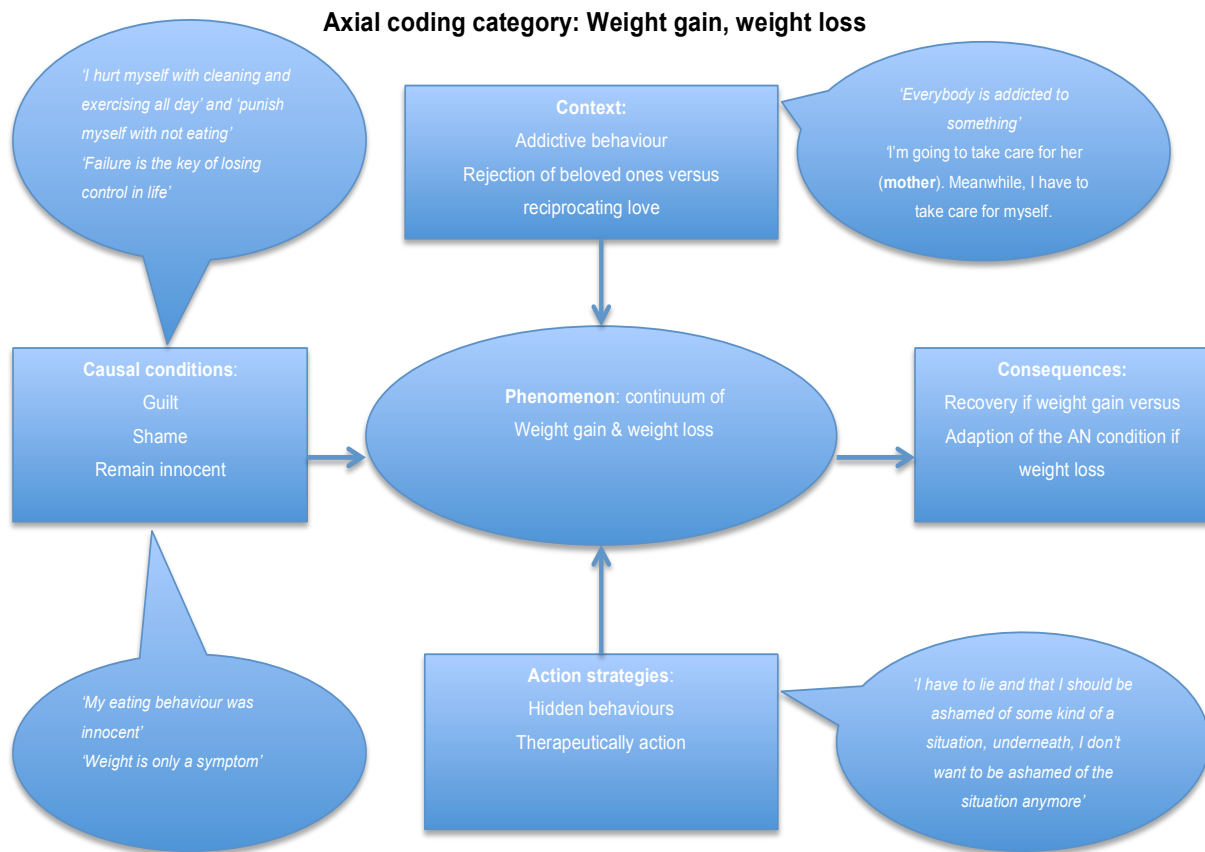 Axial coding category: Weight gain, weight loss
‘I hurt myself with cleaning and
exercising all day’ and ‘punish
myself with not eating’
‘Failure is the key of losing
control in life’
Context:
Addictive behaviour
Rejection of beloved ones versus
reciprocating love
‘Everybody is addicted to
something’
‘I’m going to take care for her
(mother). Meanwhile, I have to
take care for myself.
Causal conditions:
Guilt
Shame
Remain innocent
Phenomenon: continuum of
Weight gain & weight loss
Consequences:
Recovery if weight gain versus
Adaption of the AN condition if
weight loss
‘My eating behaviour was
innocent’
‘Weight is only a symptom’
Action strategies:
Hidden behaviours
Therapeutically action
‘I have to lie and that I should be
ashamed of some kind of a
situation, underneath, I don’t
want to be ashamed of the
situation anymore’